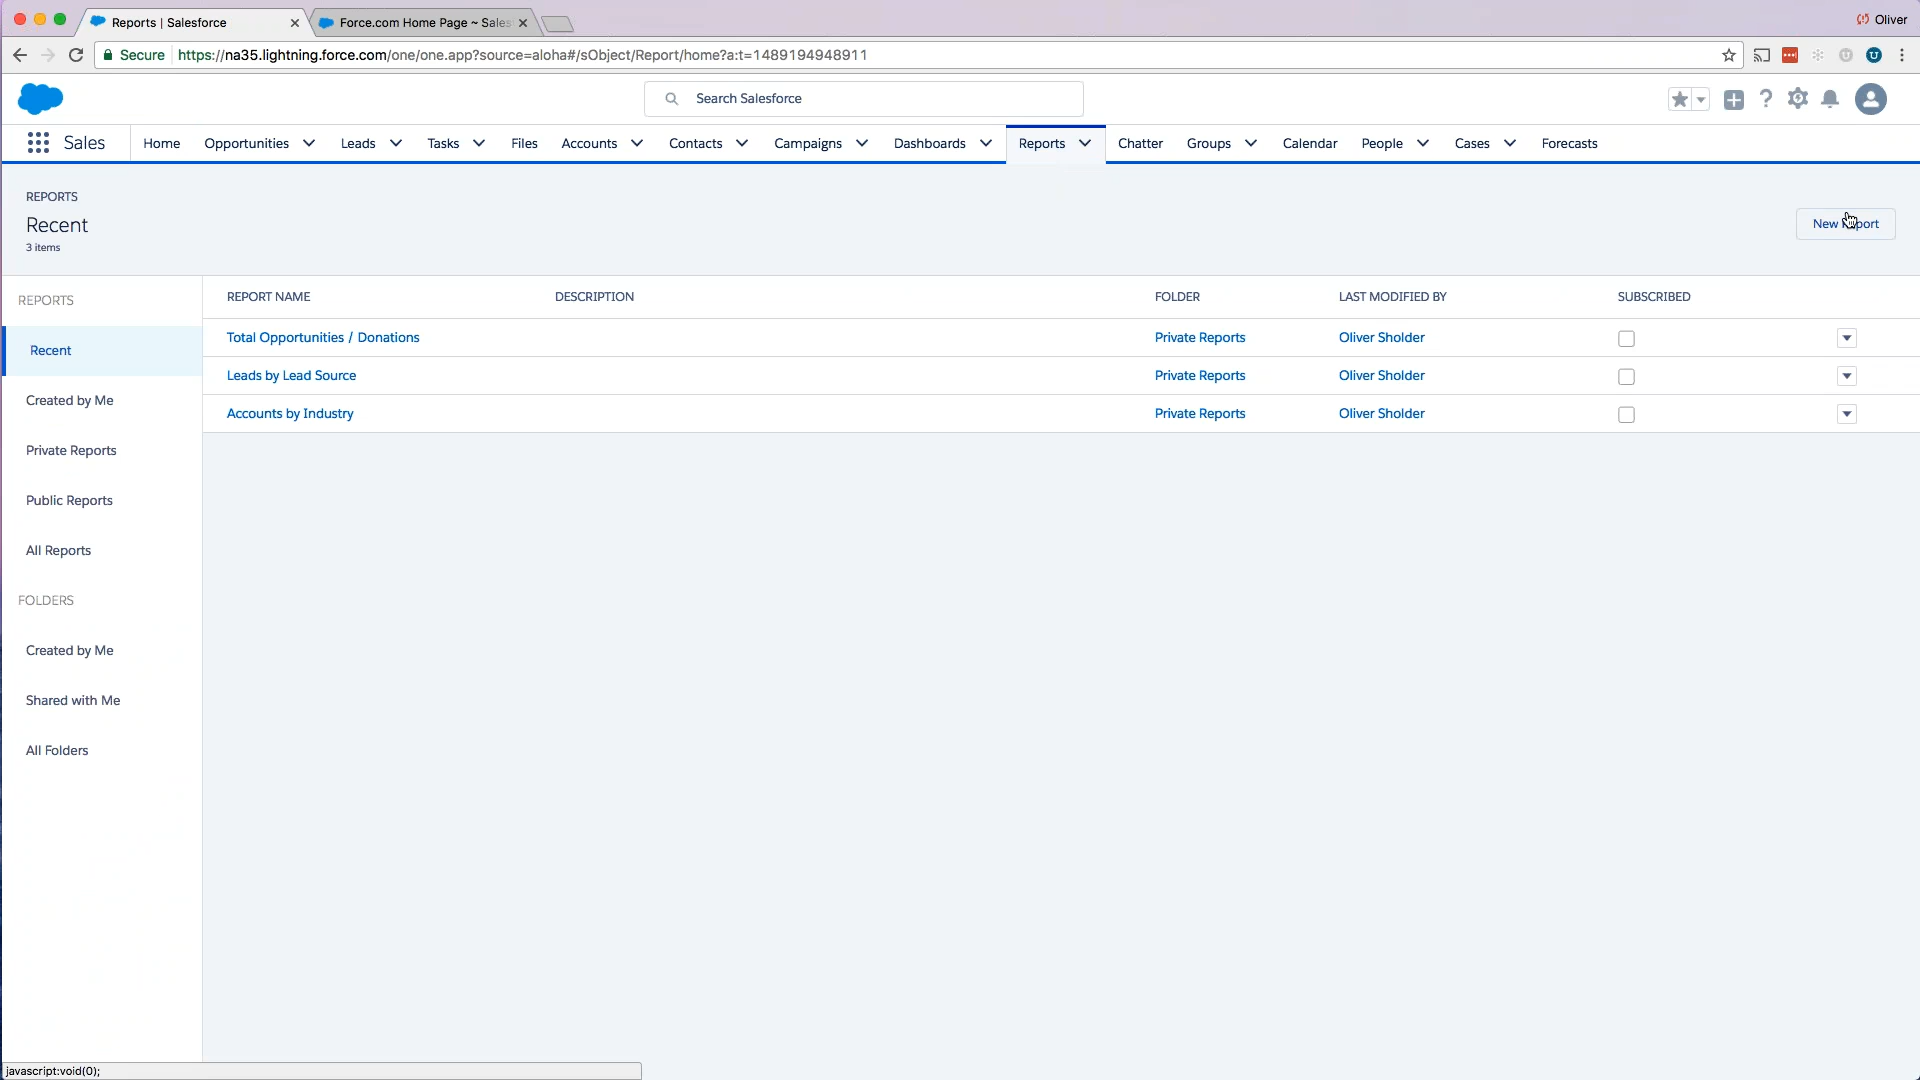 Reports | Salesforce
Force.com Home Page ~ Sales
Oliver
Secure https://na35.lightning.force.com/one/one.app?source=aloha#/sObject/Report/home?a:t=1489194948911
Search Salesforce
Sales Home Opportunities Leads Tasks Files Accounts Contacts Campaigns Dashboards Reports Chatter Groups Calendar People Cases Forecasts
REPORTS
Recent
3 items
New Report
REPORTS
Recent
Created by Me
Private Reports
Public Reports
All Reports
FOLDERS
Created by Me
Shared with Me
All Folders
REPORT NAME DESCRIPTION FOLDER LAST MODIFIED BY SUBSCRIBED
Total Opportunities / Donations Private Reports Oliver Sholder
Leads by Lead Source Private Reports Oliver Sholder
Accounts by Industry Private Reports Oliver Sholder
javascript:void(0);